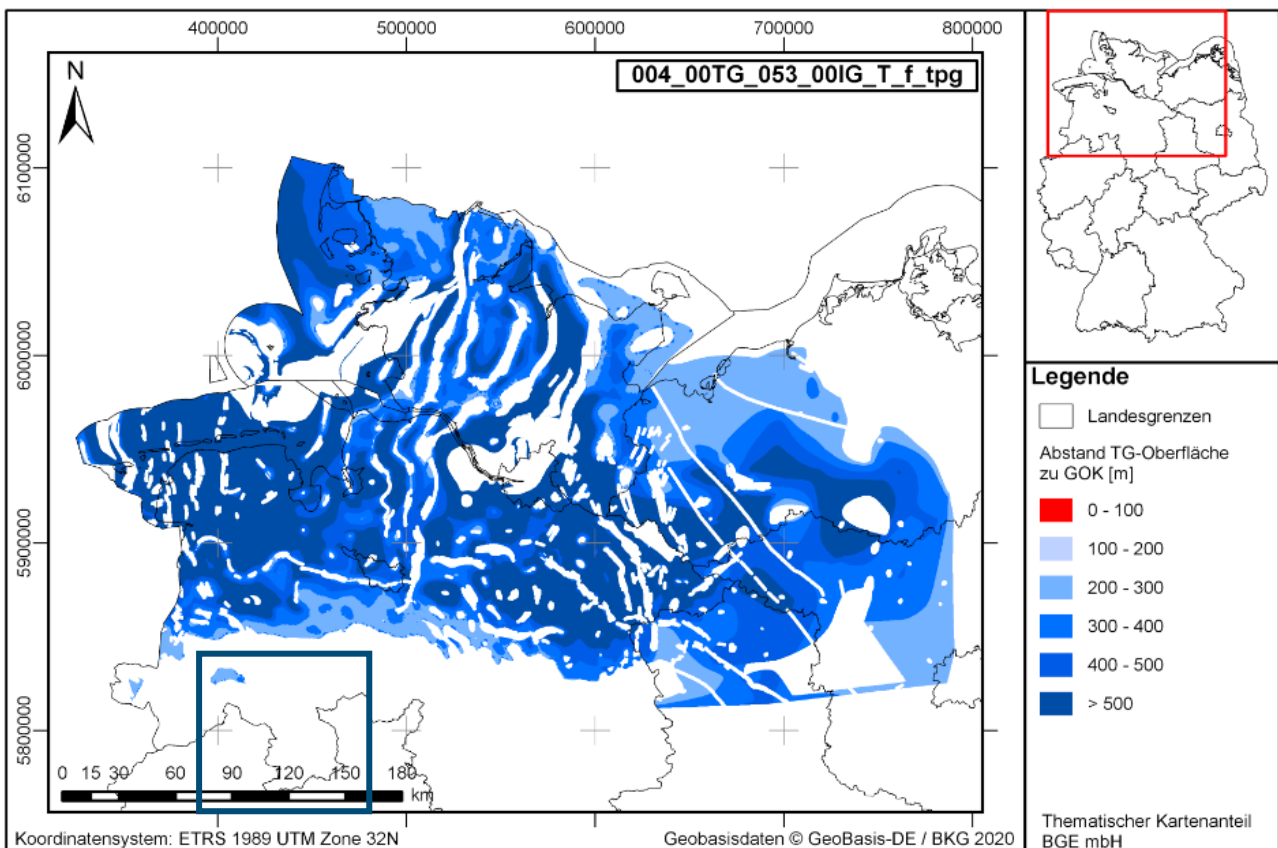 400000 500000 600000 700000 800000
004_00TG_053_00IG_T_f_tpg
N
6100000
6000000
5900000
5800000
0 15 30 60 90 120 150 180
km
Koordinatensystem: ETRS 1989 UTM Zone 32N
Geobasisdaten © GeoBasis-DE / BKG 2020
Legende
Landesgrenzen
Abstand TG-Oberfläche
zu GOK [m]
0 - 100
100 - 200
200 - 300
300 - 400
400 - 500
> 500
Thematischer Kartenanteil
BGE mbH